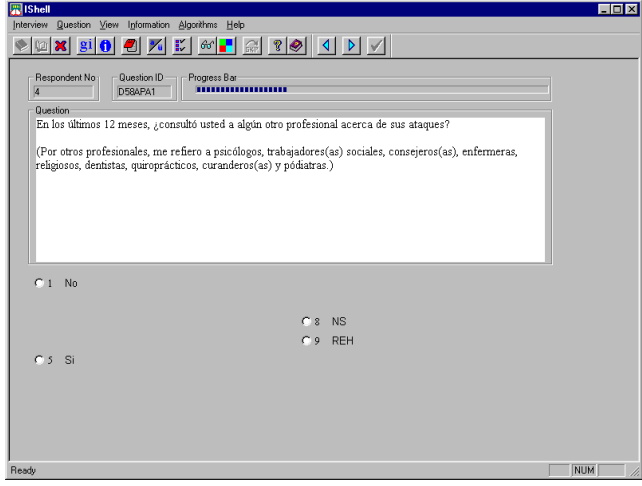 IShell
Interview Question View Information Algorithms Help
gi
SKIP
Respondent No
Question ID
Progress Bar
4
D58APA1
Question
En los últimos 12 meses, ¿consultó usted a algún otro profesional acerca de sus ataques?
(Por otros profesionales, me refiero a psicólogos, trabajadores(as) sociales, consejeros(as), enfermeras,
religiosos, dentistas, quiroprácticos, curanderos(as) y pódiatras.)
1 No
8 NS
9 REH
5 Si
Ready
NUM